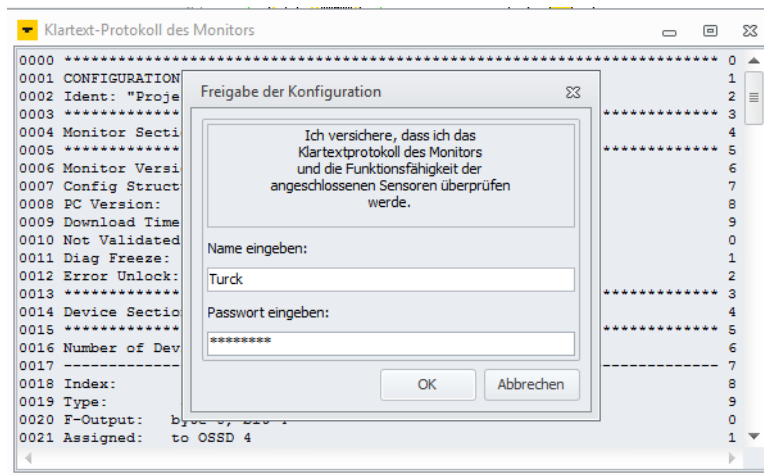 Klartext-Protokoll des Monitors
0000 ************************************************************************* 0
0001 CONFIGURATION 1
0002 Ident: "Proje 2
0003 ************* ************* 3
0004 Monitor Secti 4
0005 ************* ************* 5
0006 Monitor Versi 6
0007 Config Struct 7
0008 PC Version: 8
0009 Download Time 9
0010 Not Validated 0
0011 Diag Freeze: 1
0012 Error Unlock: 2
0013 ************* ************* 3
0014 Device Sectio 4
0015 ************* ************* 5
0016 Number of Dev 6
0017 ------------- ------------- 7
0018 Index: 8
0019 Type: 9
0020 F-Output: 0
0021 Assigned: to OSSD 4 1
Freigabe der Konfiguration
Ich versichere, dass ich das
Klartextprotokoll des Monitors
und die Funktionsfähigkeit der
angeschlossenen Sensoren überprüfen
werde.
Name eingeben:
Turck
Passwort eingeben:
********
OK Abbrechen